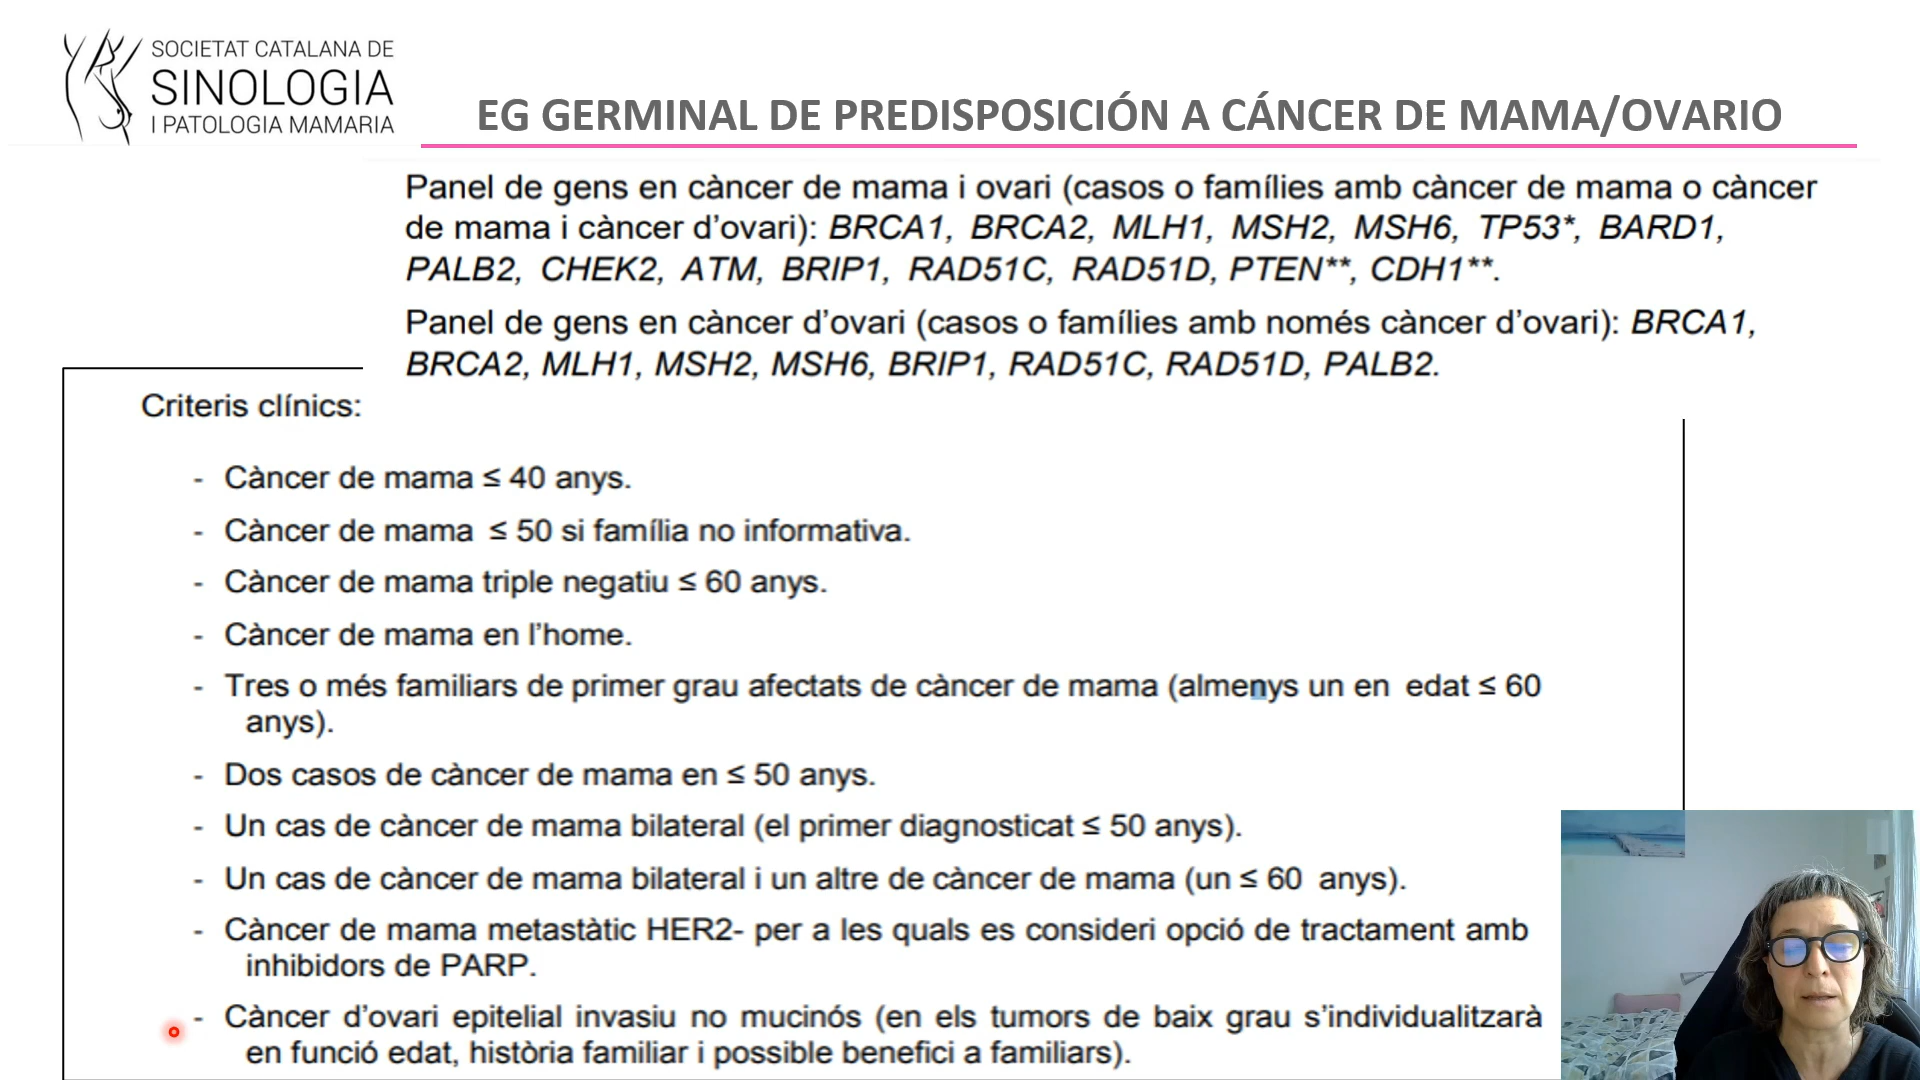 SOCIETAT CATALANA DE
SINOLOGIA
I PATOLOGIA MAMARIA
EG GERMINAL DE PREDISPOSICIÓN A CÁNCER DE MAMA/OVARIO
Panel de gens en càncer de mama i ovari (casos o famílies amb càncer de mama o càncer
de mama i càncer d’ovari): BRCA1, BRCA2, MLH1, MSH2, MSH6, TP53*, BARD1,
PALB2, CHEK2, ATM, BRIP1, RAD51C, RAD51D, PTEN**, CDH1**.
Panel de gens en càncer d’ovari (casos o famílies amb només càncer d’ovari): BRCA1,
BRCA2, MLH1, MSH2, MSH6, BRIP1, RAD51C, RAD51D, PALB2.
Criteris clínics:
- Càncer de mama ≤ 40 anys.
- Càncer de mama ≤ 50 si família no informativa.
- Càncer de mama triple negatiu ≤ 60 anys.
- Càncer de mama en l’home.
- Tres o més familiars de primer grau afectats de càncer de mama (almenys un en edat ≤ 60
anys).
- Dos casos de càncer de mama en ≤ 50 anys.
- Un cas de càncer de mama bilateral (el primer diagnosticat ≤ 50 anys).
- Un cas de càncer de mama bilateral i un altre de càncer de mama (un ≤ 60 anys).
- Càncer de mama metastàtic HER2- per a les quals es consideri opció de tractament amb
inhibidors de PARP.
- Càncer d’ovari epitelial invasiu no mucinós (en els tumors de baix grau s’individualitzarà
en funció edat, història familiar i possible benefici a familiars).